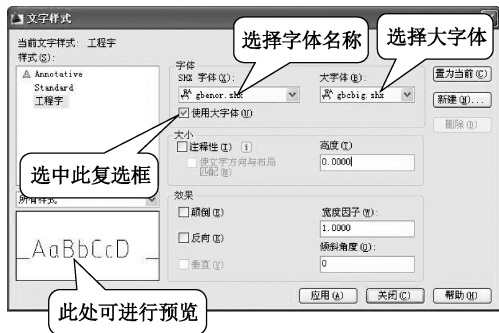 文字样式
当前文字样式: 工程字
样式(S):
Annotative
Standard
工程字
选择字体名称
选择大字体
字体
SHX 字体(X):
大字体(B):
gbenor.shx
gbcbig.shx
使用大字体(U)
置为当前(C)
新建(N)...
删除(D)
大小
注释性(I)
使文字方向与布局
匹配(M)
高度(T)
0.0000
选中此复选框
所有样式
效果
颠倒(E)
反向(K)
垂直(V)
宽度因子(W):
1.0000
倾斜角度(O):
0
AaBbCcD
此处可进行预览
应用(A)
关闭(C)
帮助(H)